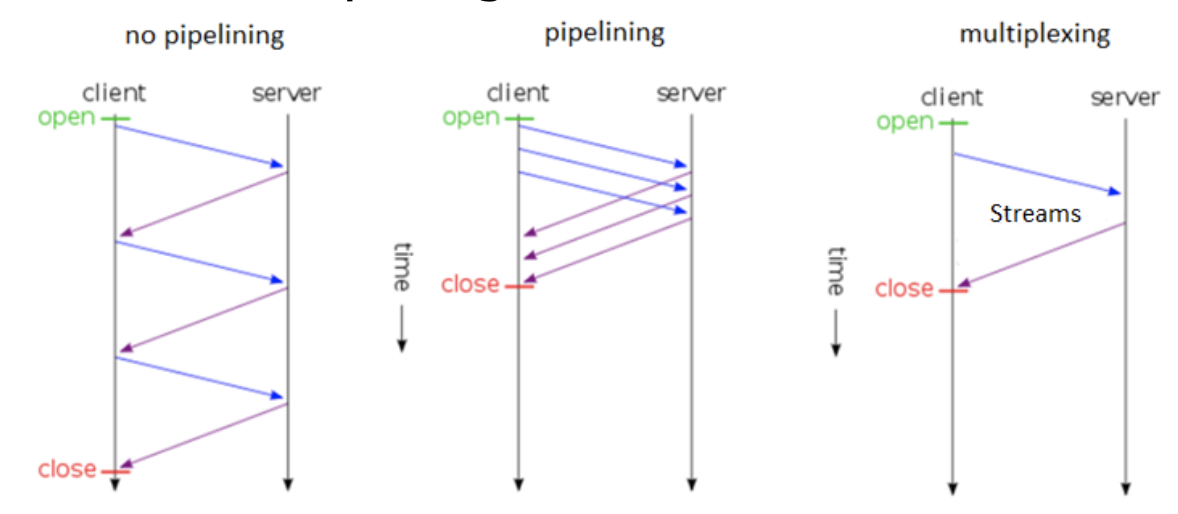 no pipelining
client server
open
close
pipelining
client server
open
time
close
multiplexing
client server
open
Streams
time
close